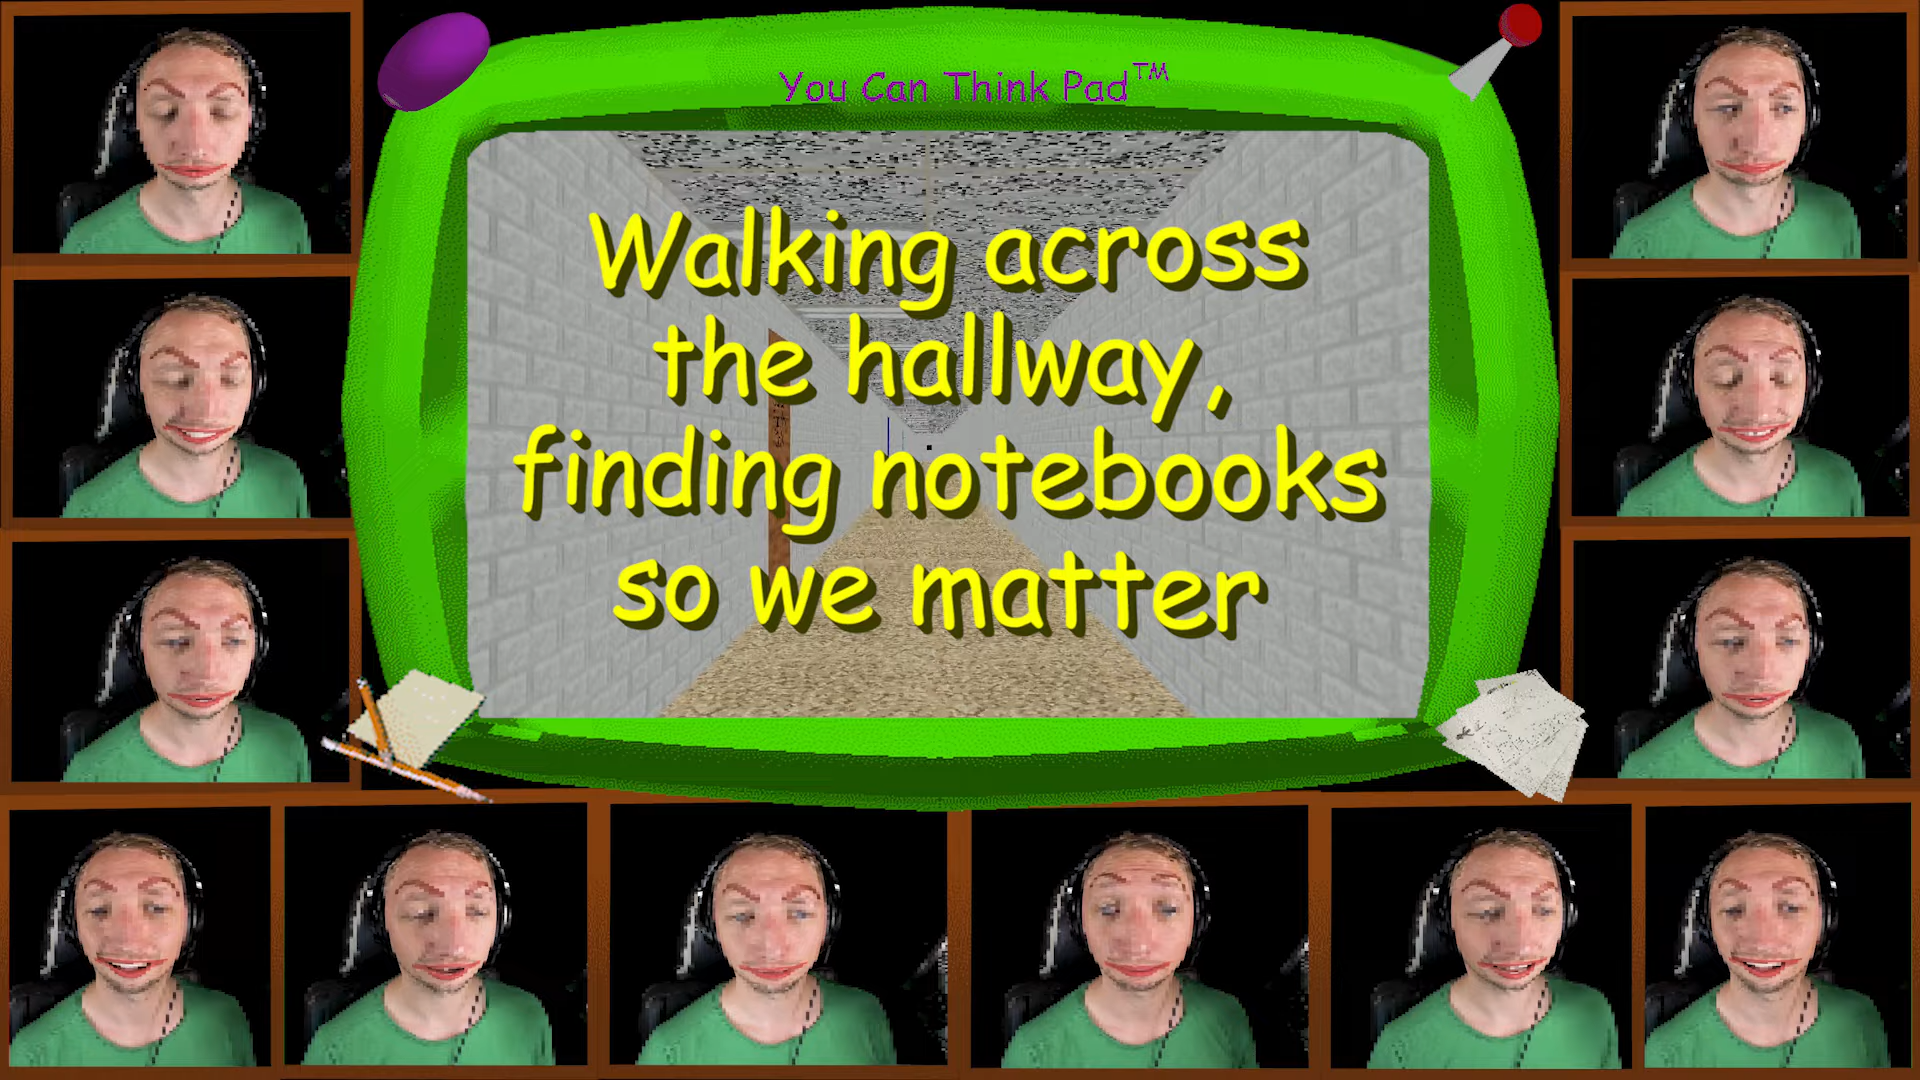 You Can Think Pad™
Walking across
the hallway,
finding notebooks
so we matter